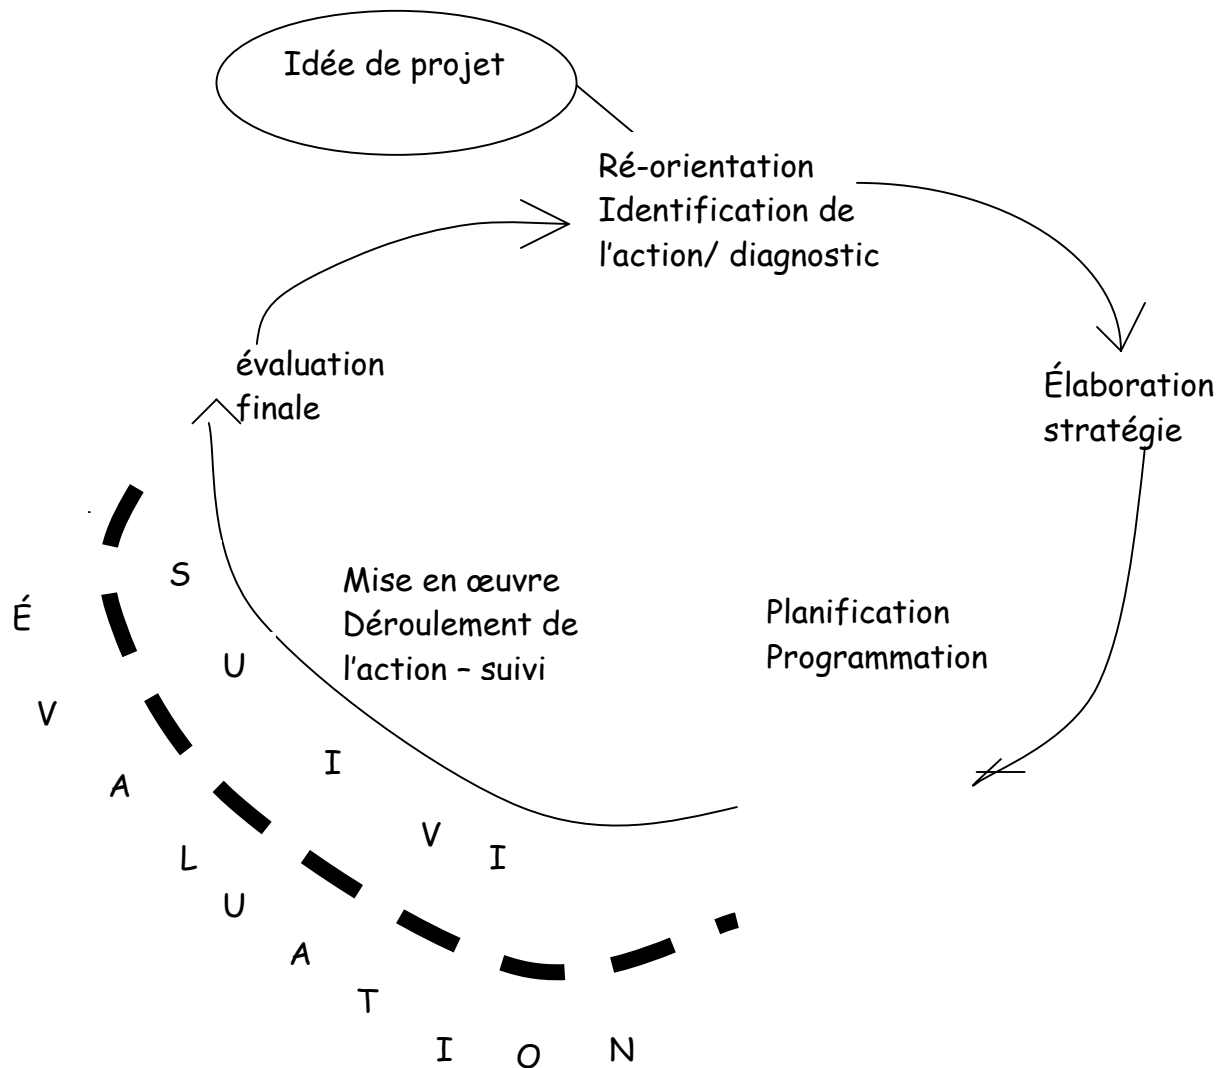 Idée de projet
Ré-orientation
Identification de
l'action/ diagnostic
évaluation
finale
Élaboration
stratégie
Mise en œuvre
Déroulement de
l'action – suivi
Planification
Programmation
S U I V I
É V A L U A T I O N